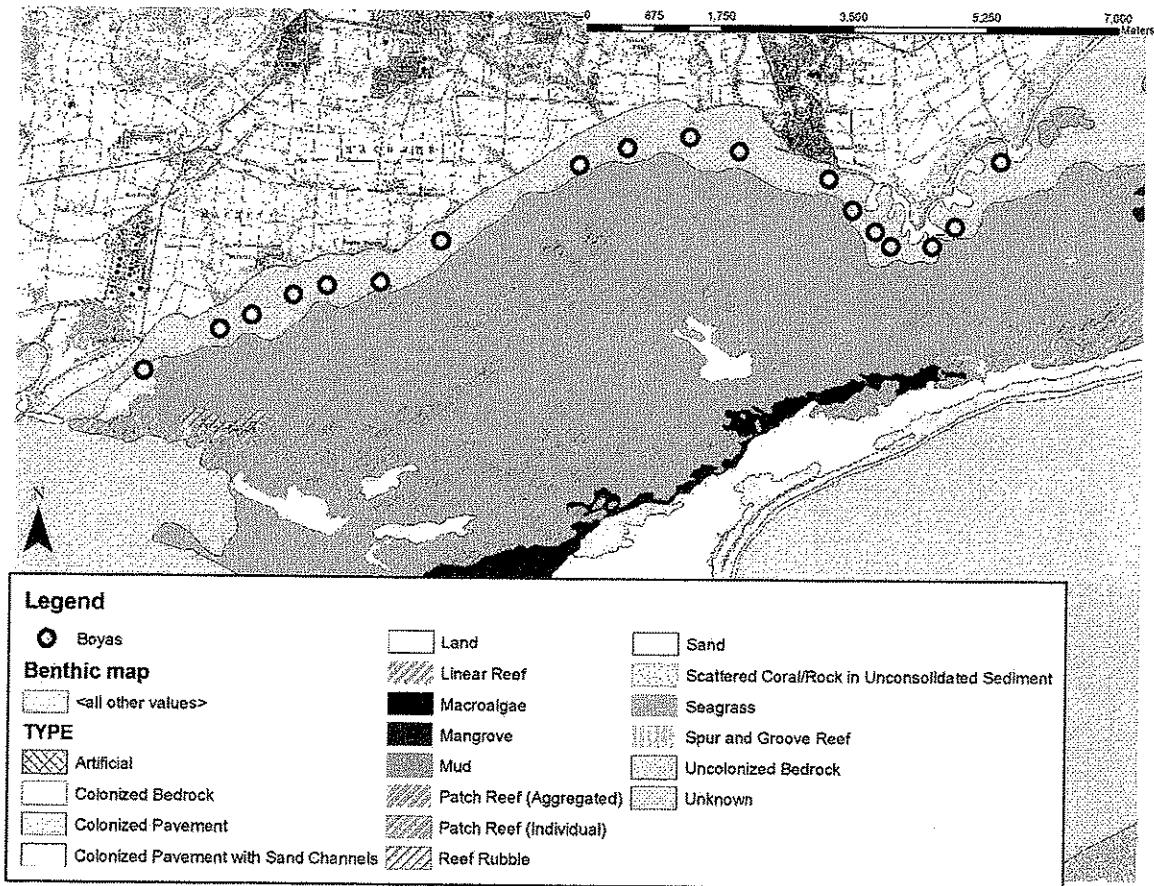 0 875 1,750 3,500 5,250 7,000
Meters
N
Legend
Boyas
Benthic map
<all other values>
TYPE
Artificial
Colonized Bedrock
Colonized Pavement
Colonized Pavement with Sand Channels
Land
Linear Reef
Macroalgae
Mangrove
Mud
Patch Reef (Aggregated)
Patch Reef (Individual)
Reef Rubble
Sand
Scattered Coral/Rock in Unconsolidated Sediment
Seagrass
Spur and Groove Reef
Uncolonized Bedrock
Unknown